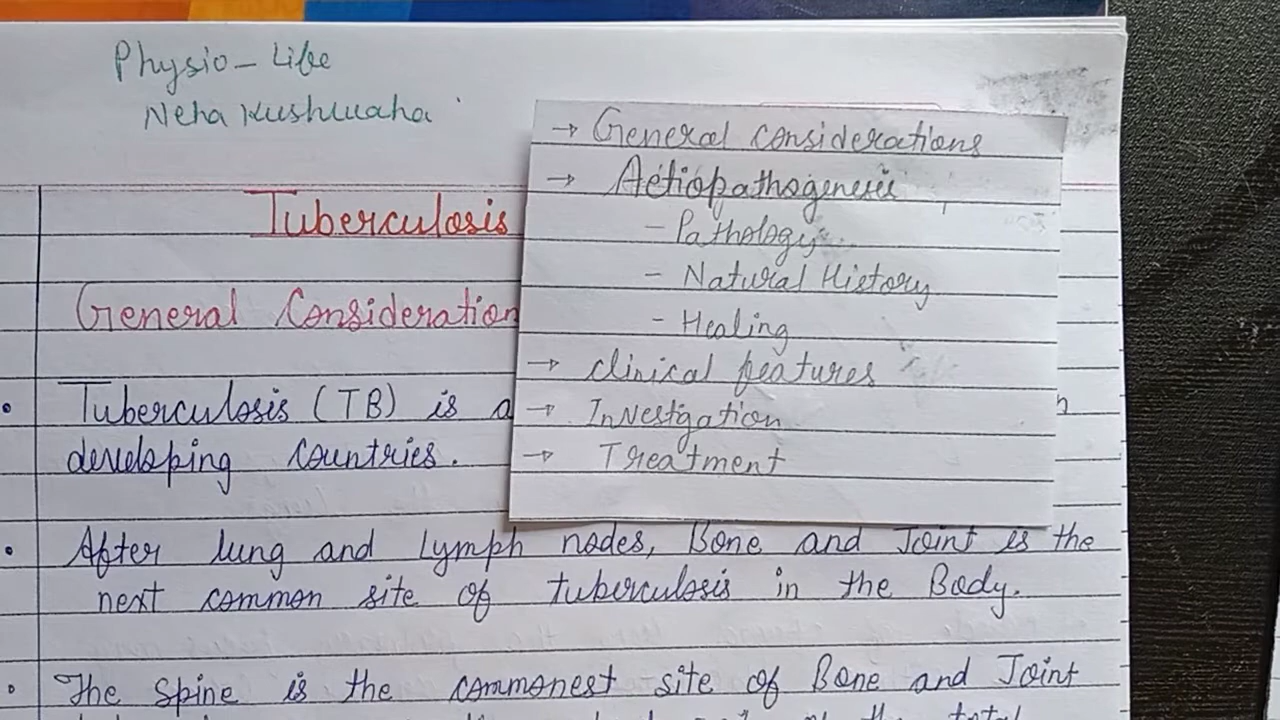 Physio-Life
Neha Kushwaha
→ General considerations
→ Aetiopathogenesis
- Pathology
- Natural History
- Healing
→ clinical features
→ Investigation
→ Treatment
Tuberculosis
General Consideration
• Tuberculosis (TB) is a
developing countries.
• After lung and Lymph nodes, Bone and Joint is the
next common site of tuberculosis in the Body.
• The Spine is the commonest site of Bone and Joint
the total